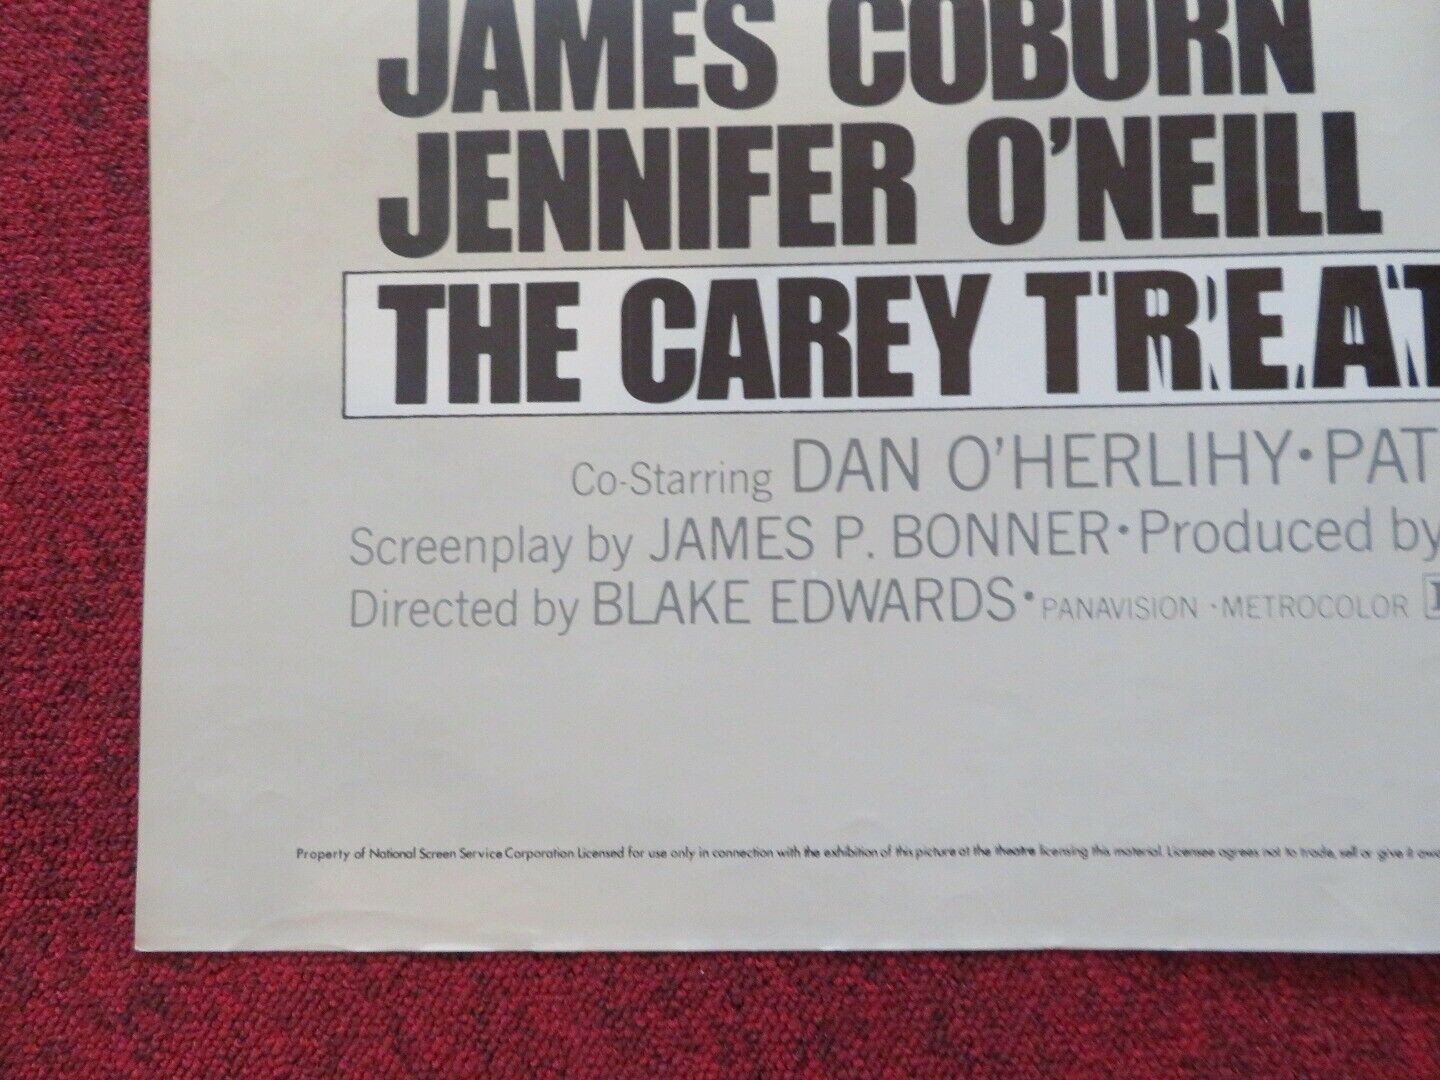 JAMES COBURN
JENNIFER O'NEILL
THE CAREY TREAT
Co-Starring DAN O'HERLIHY • PAT
Screenplay by JAMES P. BONNER • Produced by
Directed by BLAKE EDWARDS • PANAVISION • METROCOLOR
Property of National Screen Service Corporation Licensed for use only in connection with the exhibition of this picture at the theatre licensing this material. Licensee agrees not to trade, sell or give it awa